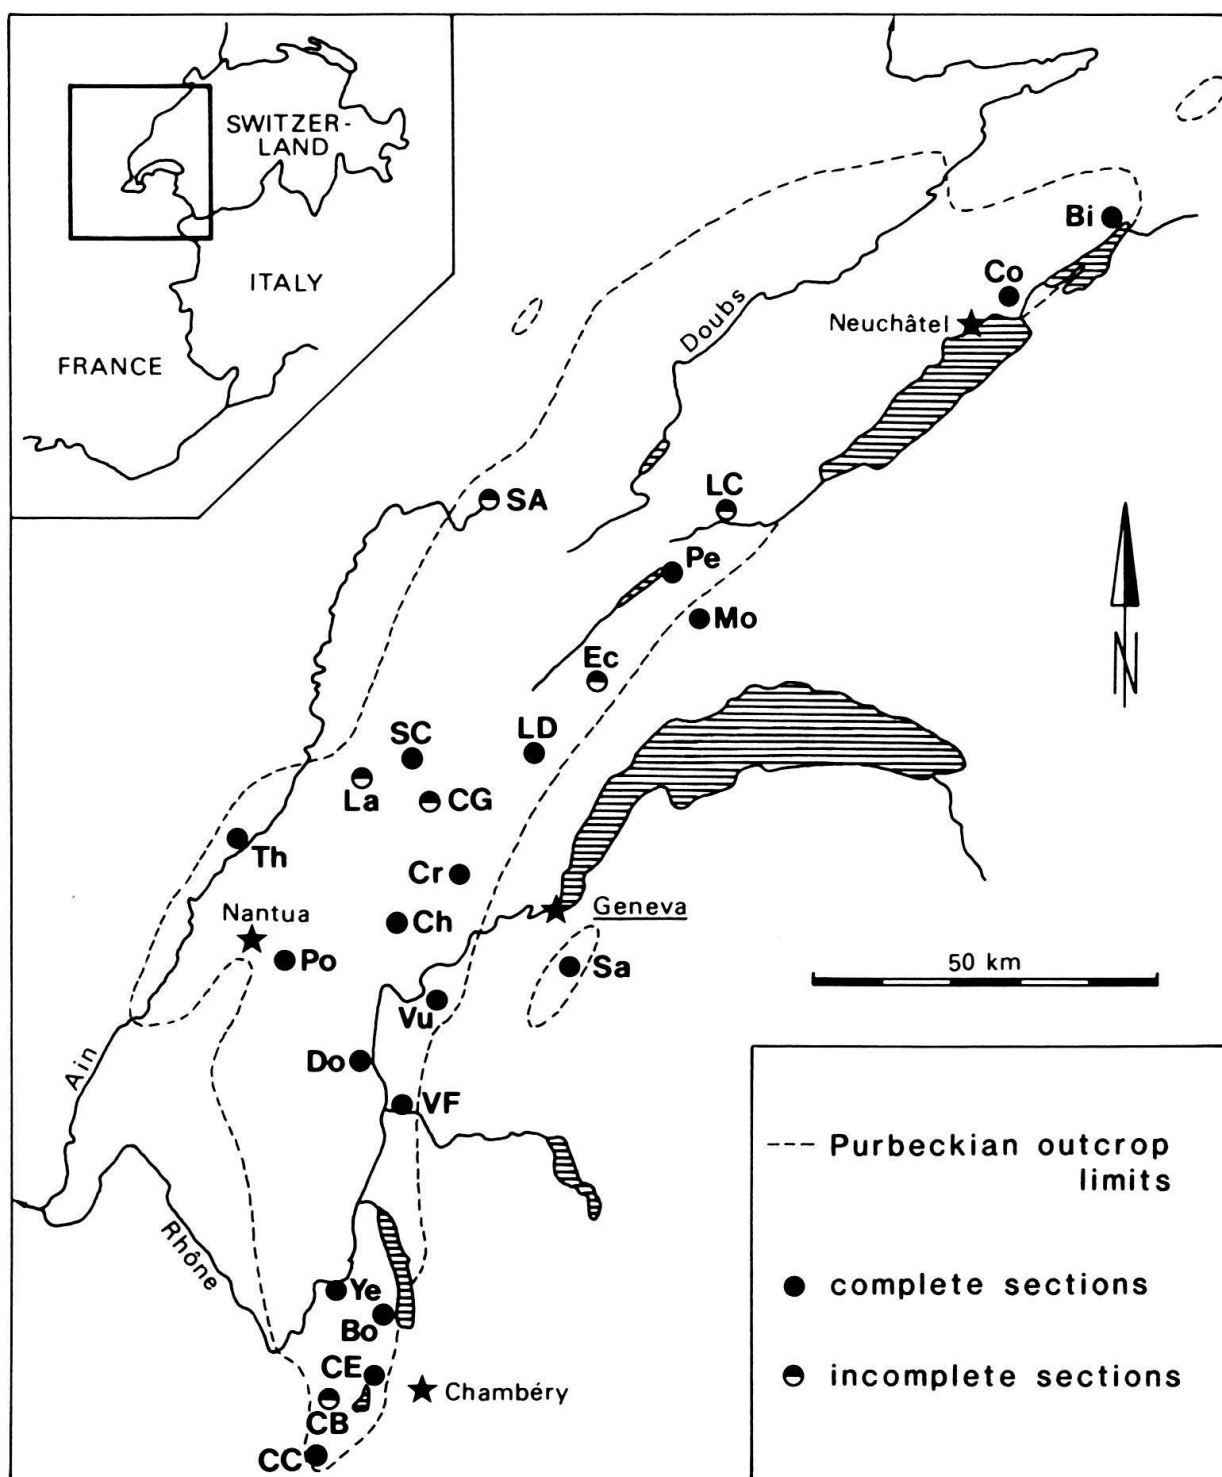 SWITZER-
LAND
ITALY
FRANCE
Bi
Co
Neuchâtel
Doubs
SA
LC
Pe
Mo
Ec
LD
SC
La
CG
Th
Cr
Nantua
Ch
Geneva
Po
Sa
50 km
Vu
Do
Ain
VF
Rhône
Ye
Bo
CE
Chambéry
CB
CC
N
Purbeckian outcrop
limits
complete sections
incomplete sections